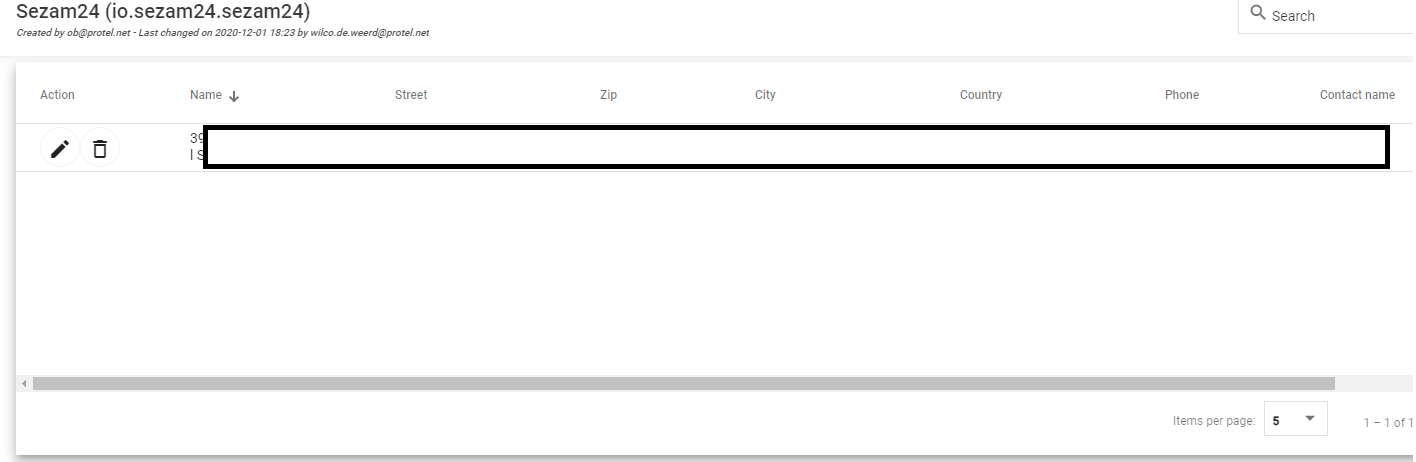 Sezam24 (io.sezam24.sezam24)
Created by ob@protel.net - Last changed on 2020-12-01 18:23 by wilco.de.weerd@protel.net
Search
Action Name Street Zip City Country Phone Contact name
39
l S
Items per page: 5 1 – 1 of 1